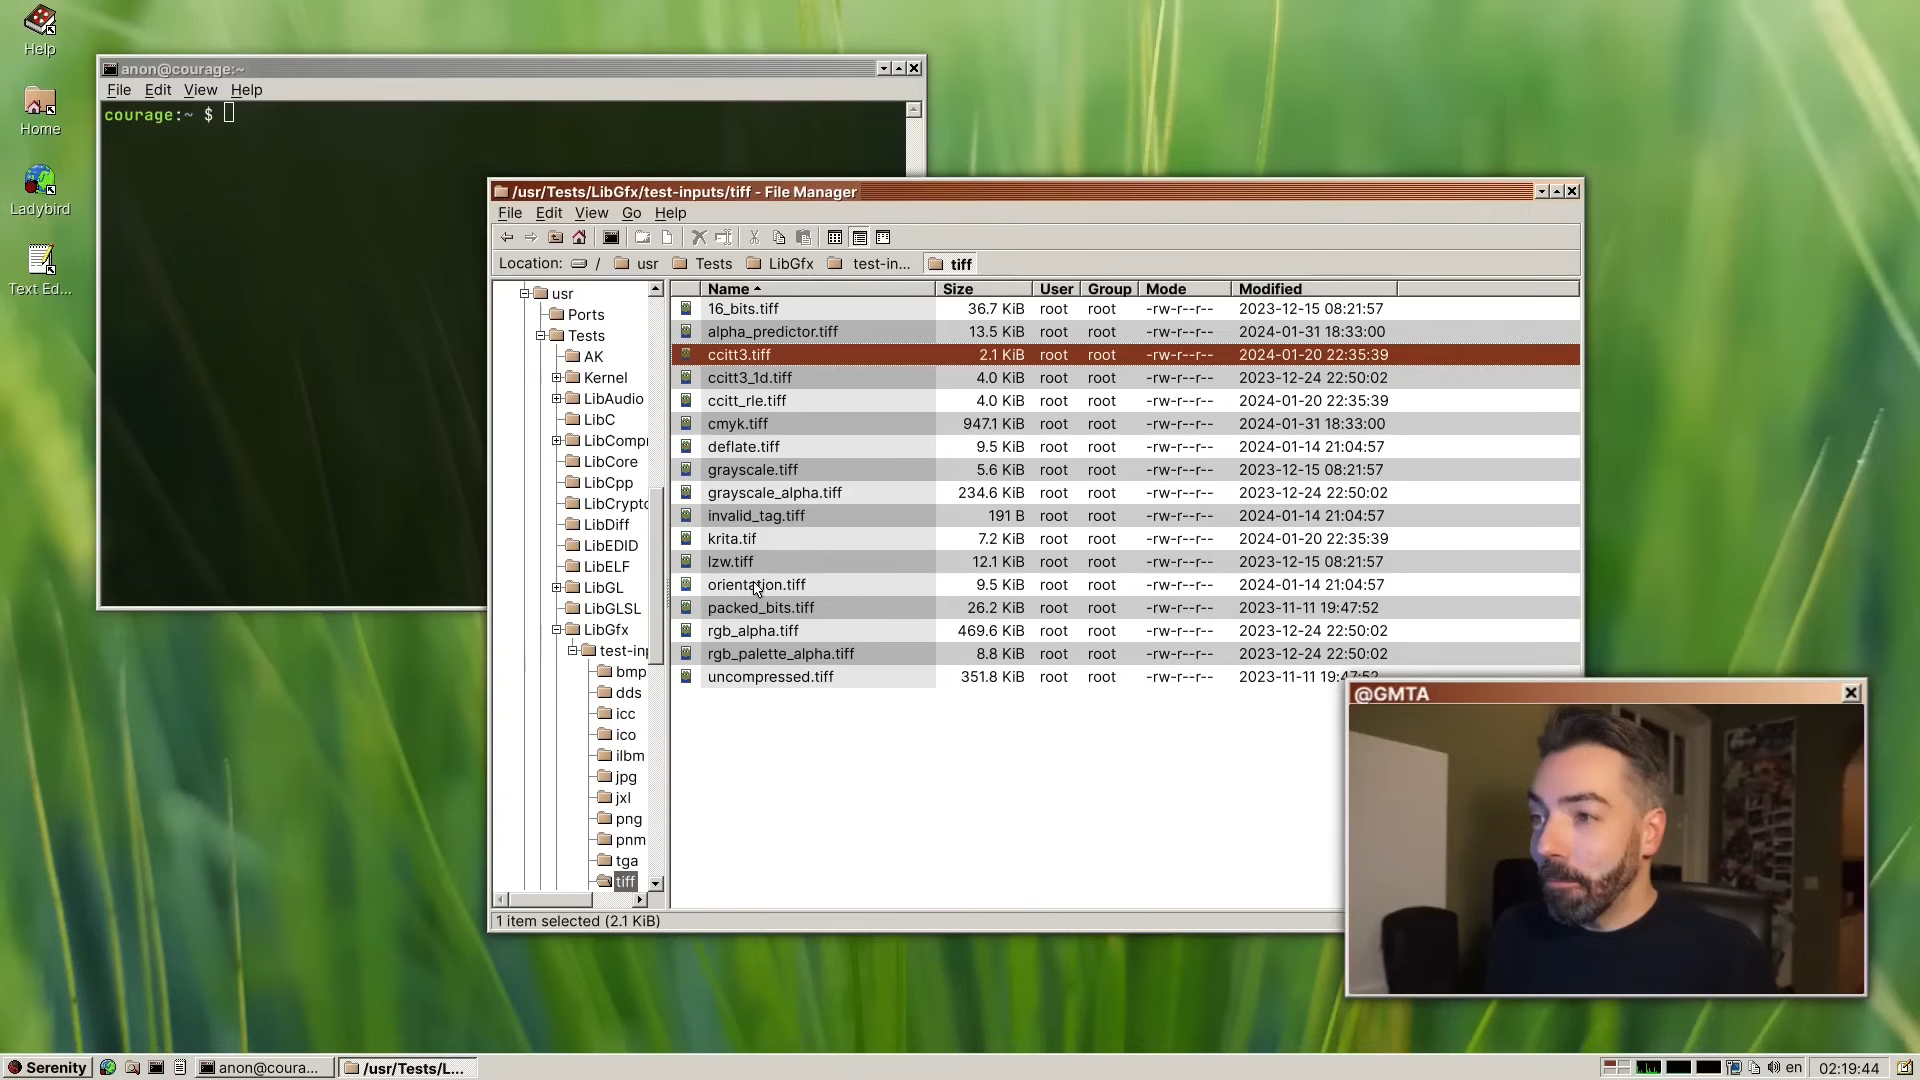 Help
Home
Ladybird
Text Ed...
anon@courage:~
File Edit View Help
courage:~ $
/usr/Tests/LibGfx/test-inputs/tiff - File Manager
File Edit View Go Help
Location: / usr Tests LibGfx test-in... tiff
usr
Ports
Tests
AK
Kernel
LibAudio
LibC
LibComp
LibCore
LibCpp
LibCrypto
LibDiff
LibEDID
LibELF
LibGL
LibGLSL
LibGfx
test-in
bmp
dds
icc
ico
ilbm
jpg
jxl
png
pnm
tga
tiff
Name Size User Group Mode Modified
16_bits.tiff 36.7 KiB root root -rw-r--r-- 2023-12-15 08:21:57
alpha_predictor.tiff 13.5 KiB root root -rw-r--r-- 2024-01-31 18:33:00
ccitt3.tiff 2.1 KiB root root -rw-r--r-- 2024-01-20 22:35:39
ccitt3_1d.tiff 4.0 KiB root root -rw-r--r-- 2023-12-24 22:50:02
ccitt_rle.tiff 4.0 KiB root root -rw-r--r-- 2024-01-20 22:35:39
cmyk.tiff 947.1 KiB root root -rw-r--r-- 2024-01-31 18:33:00
deflate.tiff 9.5 KiB root root -rw-r--r-- 2024-01-14 21:04:57
grayscale.tiff 5.6 KiB root root -rw-r--r-- 2023-12-15 08:21:57
grayscale_alpha.tiff 234.6 KiB root root -rw-r--r-- 2023-12-24 22:50:02
invalid_tag.tiff 191 B root root -rw-r--r-- 2024-01-14 21:04:57
krita.tif 7.2 KiB root root -rw-r--r-- 2024-01-20 22:35:39
lzw.tiff 12.1 KiB root root -rw-r--r-- 2023-12-15 08:21:57
orientation.tiff 9.5 KiB root root -rw-r--r-- 2024-01-14 21:04:57
packed_bits.tiff 26.2 KiB root root -rw-r--r-- 2023-11-11 19:47:52
rgb_alpha.tiff 469.6 KiB root root -rw-r--r-- 2023-12-24 22:50:02
rgb_palette_alpha.tiff 8.8 KiB root root -rw-r--r-- 2023-12-24 22:50:02
uncompressed.tiff 351.8 KiB root root -rw-r--r-- 2023-11-11 19:47:52
1 item selected (2.1 KiB)
@GMTA
Serenity anon@coura... /usr/Tests/L... en 02:19:44